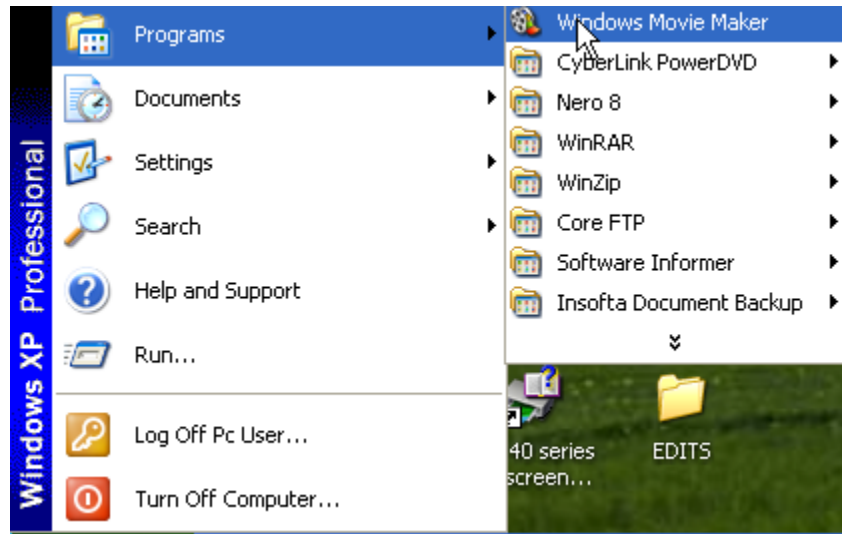 Windows XP Professional
Programs
Documents
Settings
Search
Help and Support
Run...
Log Off Pc User...
Turn Off Computer...
Windows Movie Maker
CyberLink PowerDVD
Nero 8
WinRAR
WinZip
Core FTP
Software Informer
Insofta Document Backup
40 series
screen...
EDITS